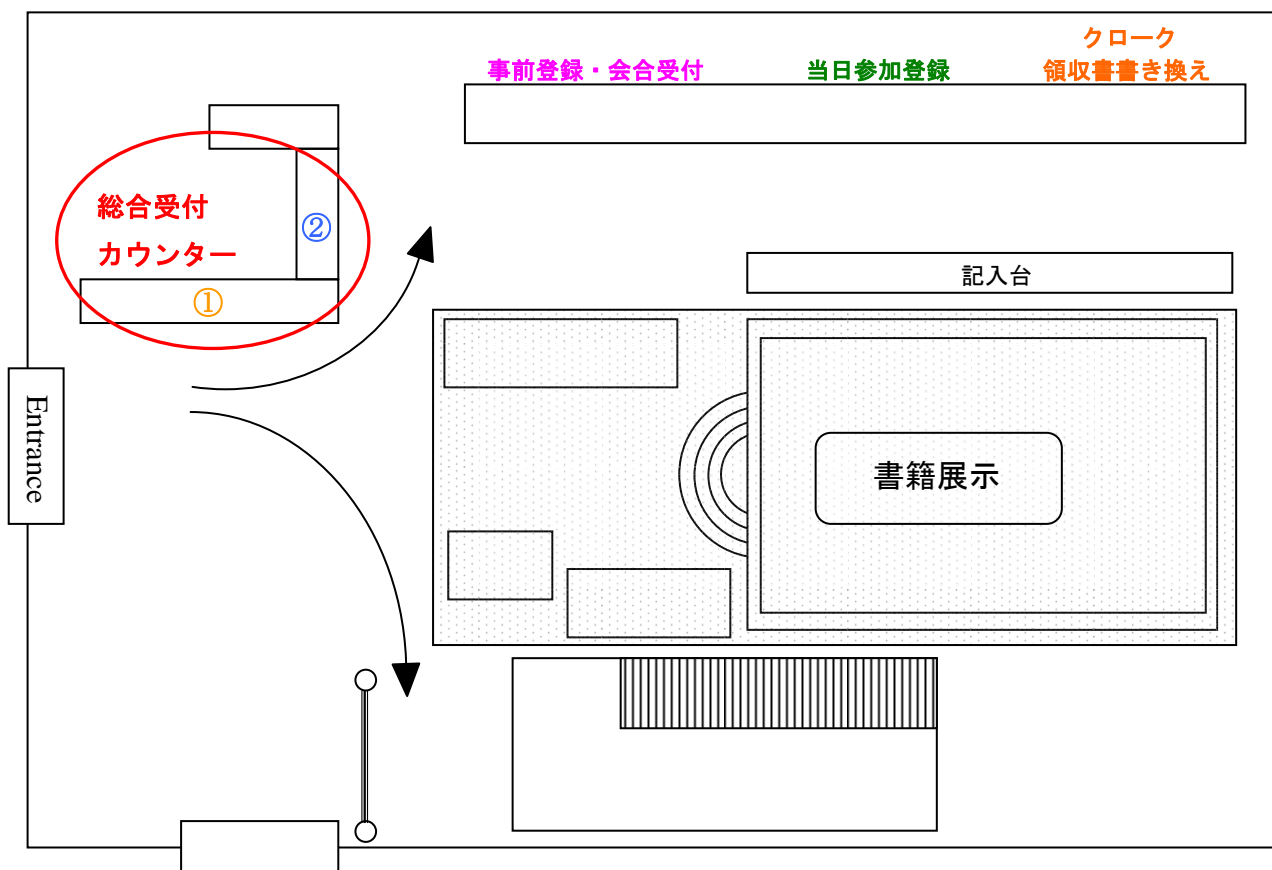 クローク
事前登録・会合受付
当日参加登録
領収書書き換え
総合受付
カウンター
②
①
記入台
Entrance
書籍展示